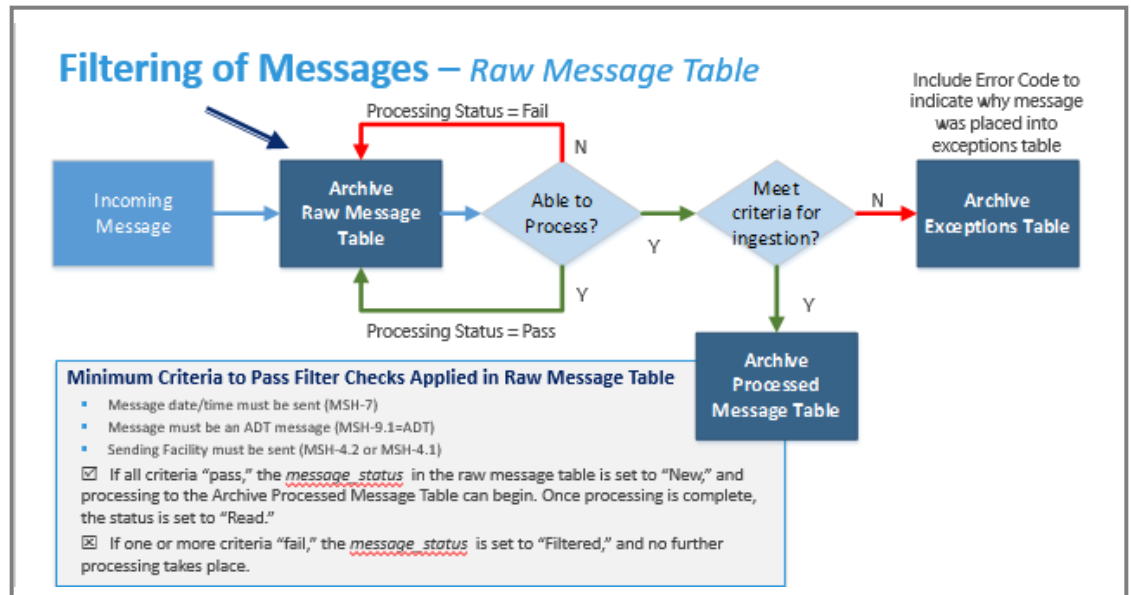 Filtering of Messages – Raw Message Table
Include Error Code to
indicate why message
was placed into
exceptions table
Processing Status = Fail
N
Incoming
Message
Archive
Raw Message
Table
Able to
Process?
Y
Meet
criteria for
ingestion?
N
Archive
Exceptions Table
Y
Processing Status = Pass
Y
Archive
Processed
Message Table
Minimum Criteria to Pass Filter Checks Applied in Raw Message Table
▪ Message date/time must be sent (MSH-7)
▪ Message must be an ADT message (MSH-9.1=ADT)
▪ Sending Facility must be sent (MSH-4.2 or MSH-4.1)
☑ If all criteria “pass,” the message_status in the raw message table is set to “New,” and
processing to the Archive Processed Message Table can begin. Once processing is complete,
the status is set to “Read.”
☒ If one or more criteria “fail,” the message_status is set to “Filtered,” and no further
processing takes place.